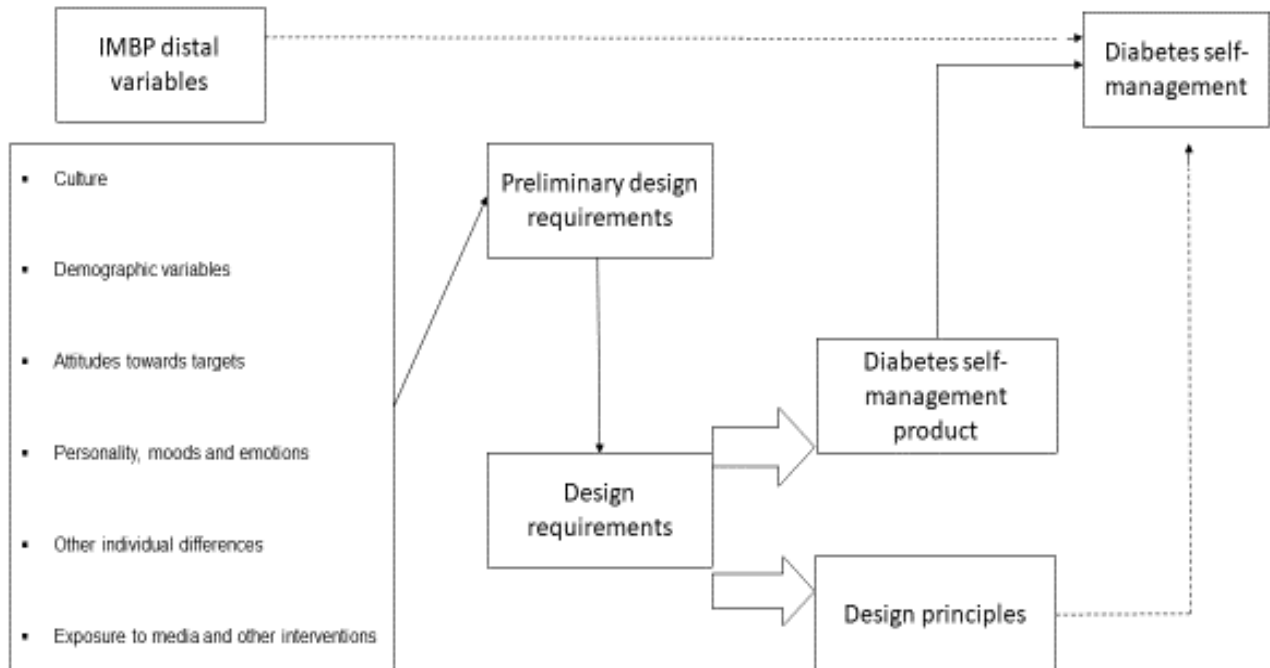 IMBP distal
variables
Diabetes self-
management
▪ Culture
▪ Demographic variables
▪ Attitudes towards targets
▪ Personality, moods and emotions
▪ Other individual differences
▪ Exposure to media and other interventions
Preliminary design
requirements
Design
requirements
Diabetes self-
management
product
Design principles